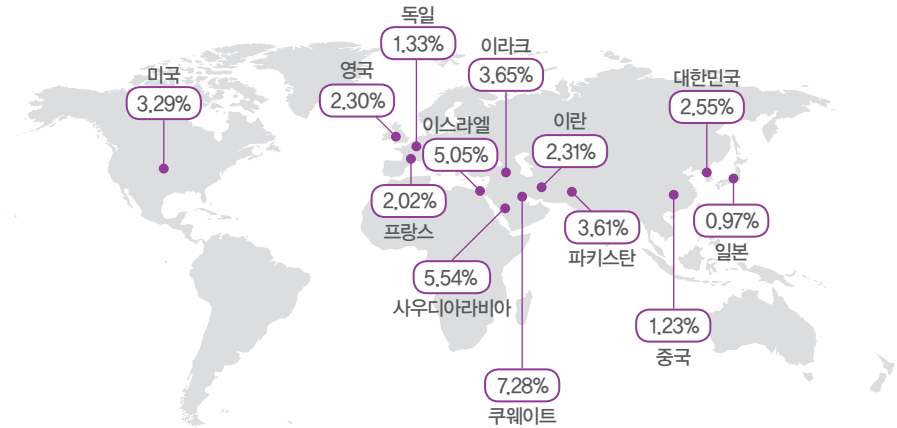 독일
1.33%
이라크
3.65%
미국
3.29%
영국
2.30%
대한민국
2.55%
이스라엘
5.05%
이란
2.31%
2.02%
프랑스
3.61%
파키스탄
0.97%
일본
5.54%
사우디아라비아
1.23%
중국
7.28%
쿠웨이트